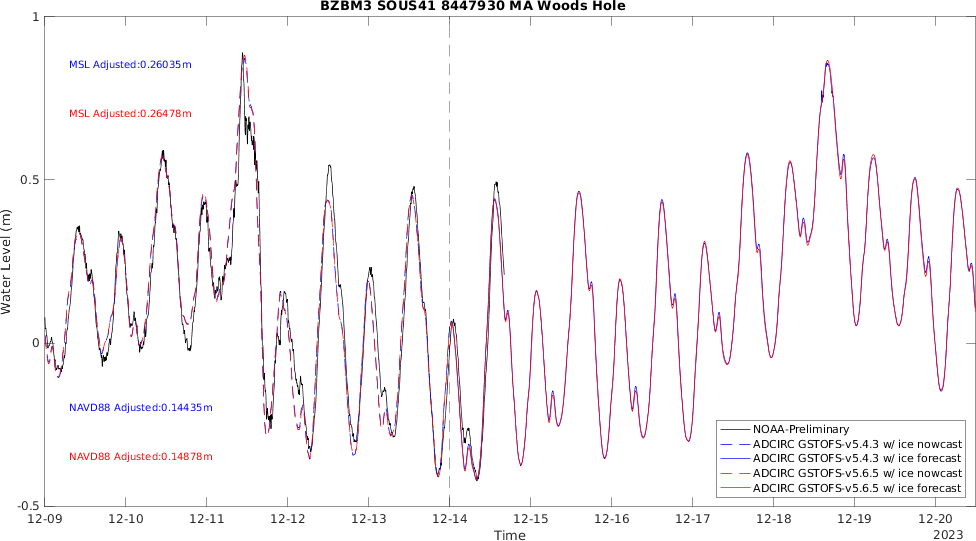 BZBM3 SOUS41 8447930 MA Woods Hole
1
MSL Adjusted:0.26035m
MSL Adjusted:0.26478m
0.5
Water Level (m)
0
NAVD88 Adjusted:0.14435m
NAVD88 Adjusted:0.14878m
NOAA-Preliminary
ADCIRC GSTOFS-v5.4.3 w/ ice nowcast
ADCIRC GSTOFS-v5.4.3 w/ ice forecast
ADCIRC GSTOFS-v5.6.5 w/ ice nowcast
ADCIRC GSTOFS-v5.6.5 w/ ice forecast
-0.5
12-09 12-10 12-11 12-12 12-13 12-14 12-15 12-16 12-17 12-18 12-19 12-20
Time 2023